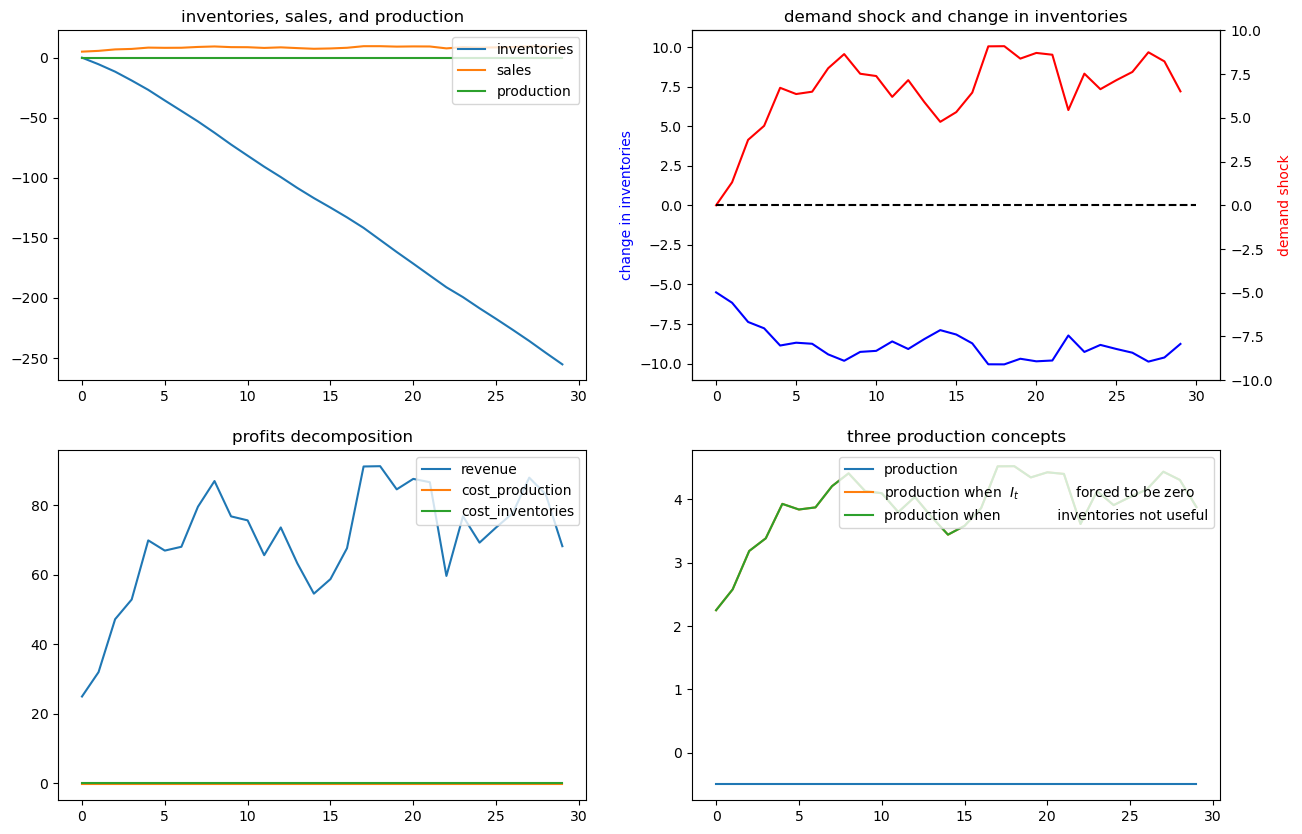 inventories, sales, and production
inventories
sales
production
0
−50
−100
−150
−200
−250
0 5 10 15 20 25 30
demand shock and change in inventories
change in inventories
10.0
7.5
5.0
2.5
0.0
−2.5
−5.0
−7.5
−10.0
0 5 10 15 20 25 30
10.0
7.5
5.0
2.5
0.0
−2.5
−5.0
−7.5
−10.0
demand shock
profits decomposition
revenue
cost_production
cost_inventories
80
60
40
20
0
0 5 10 15 20 25 30
three production concepts
production
production when I_t forced to be zero
production when inventories not useful
4
3
2
1
0
0 5 10 15 20 25 30